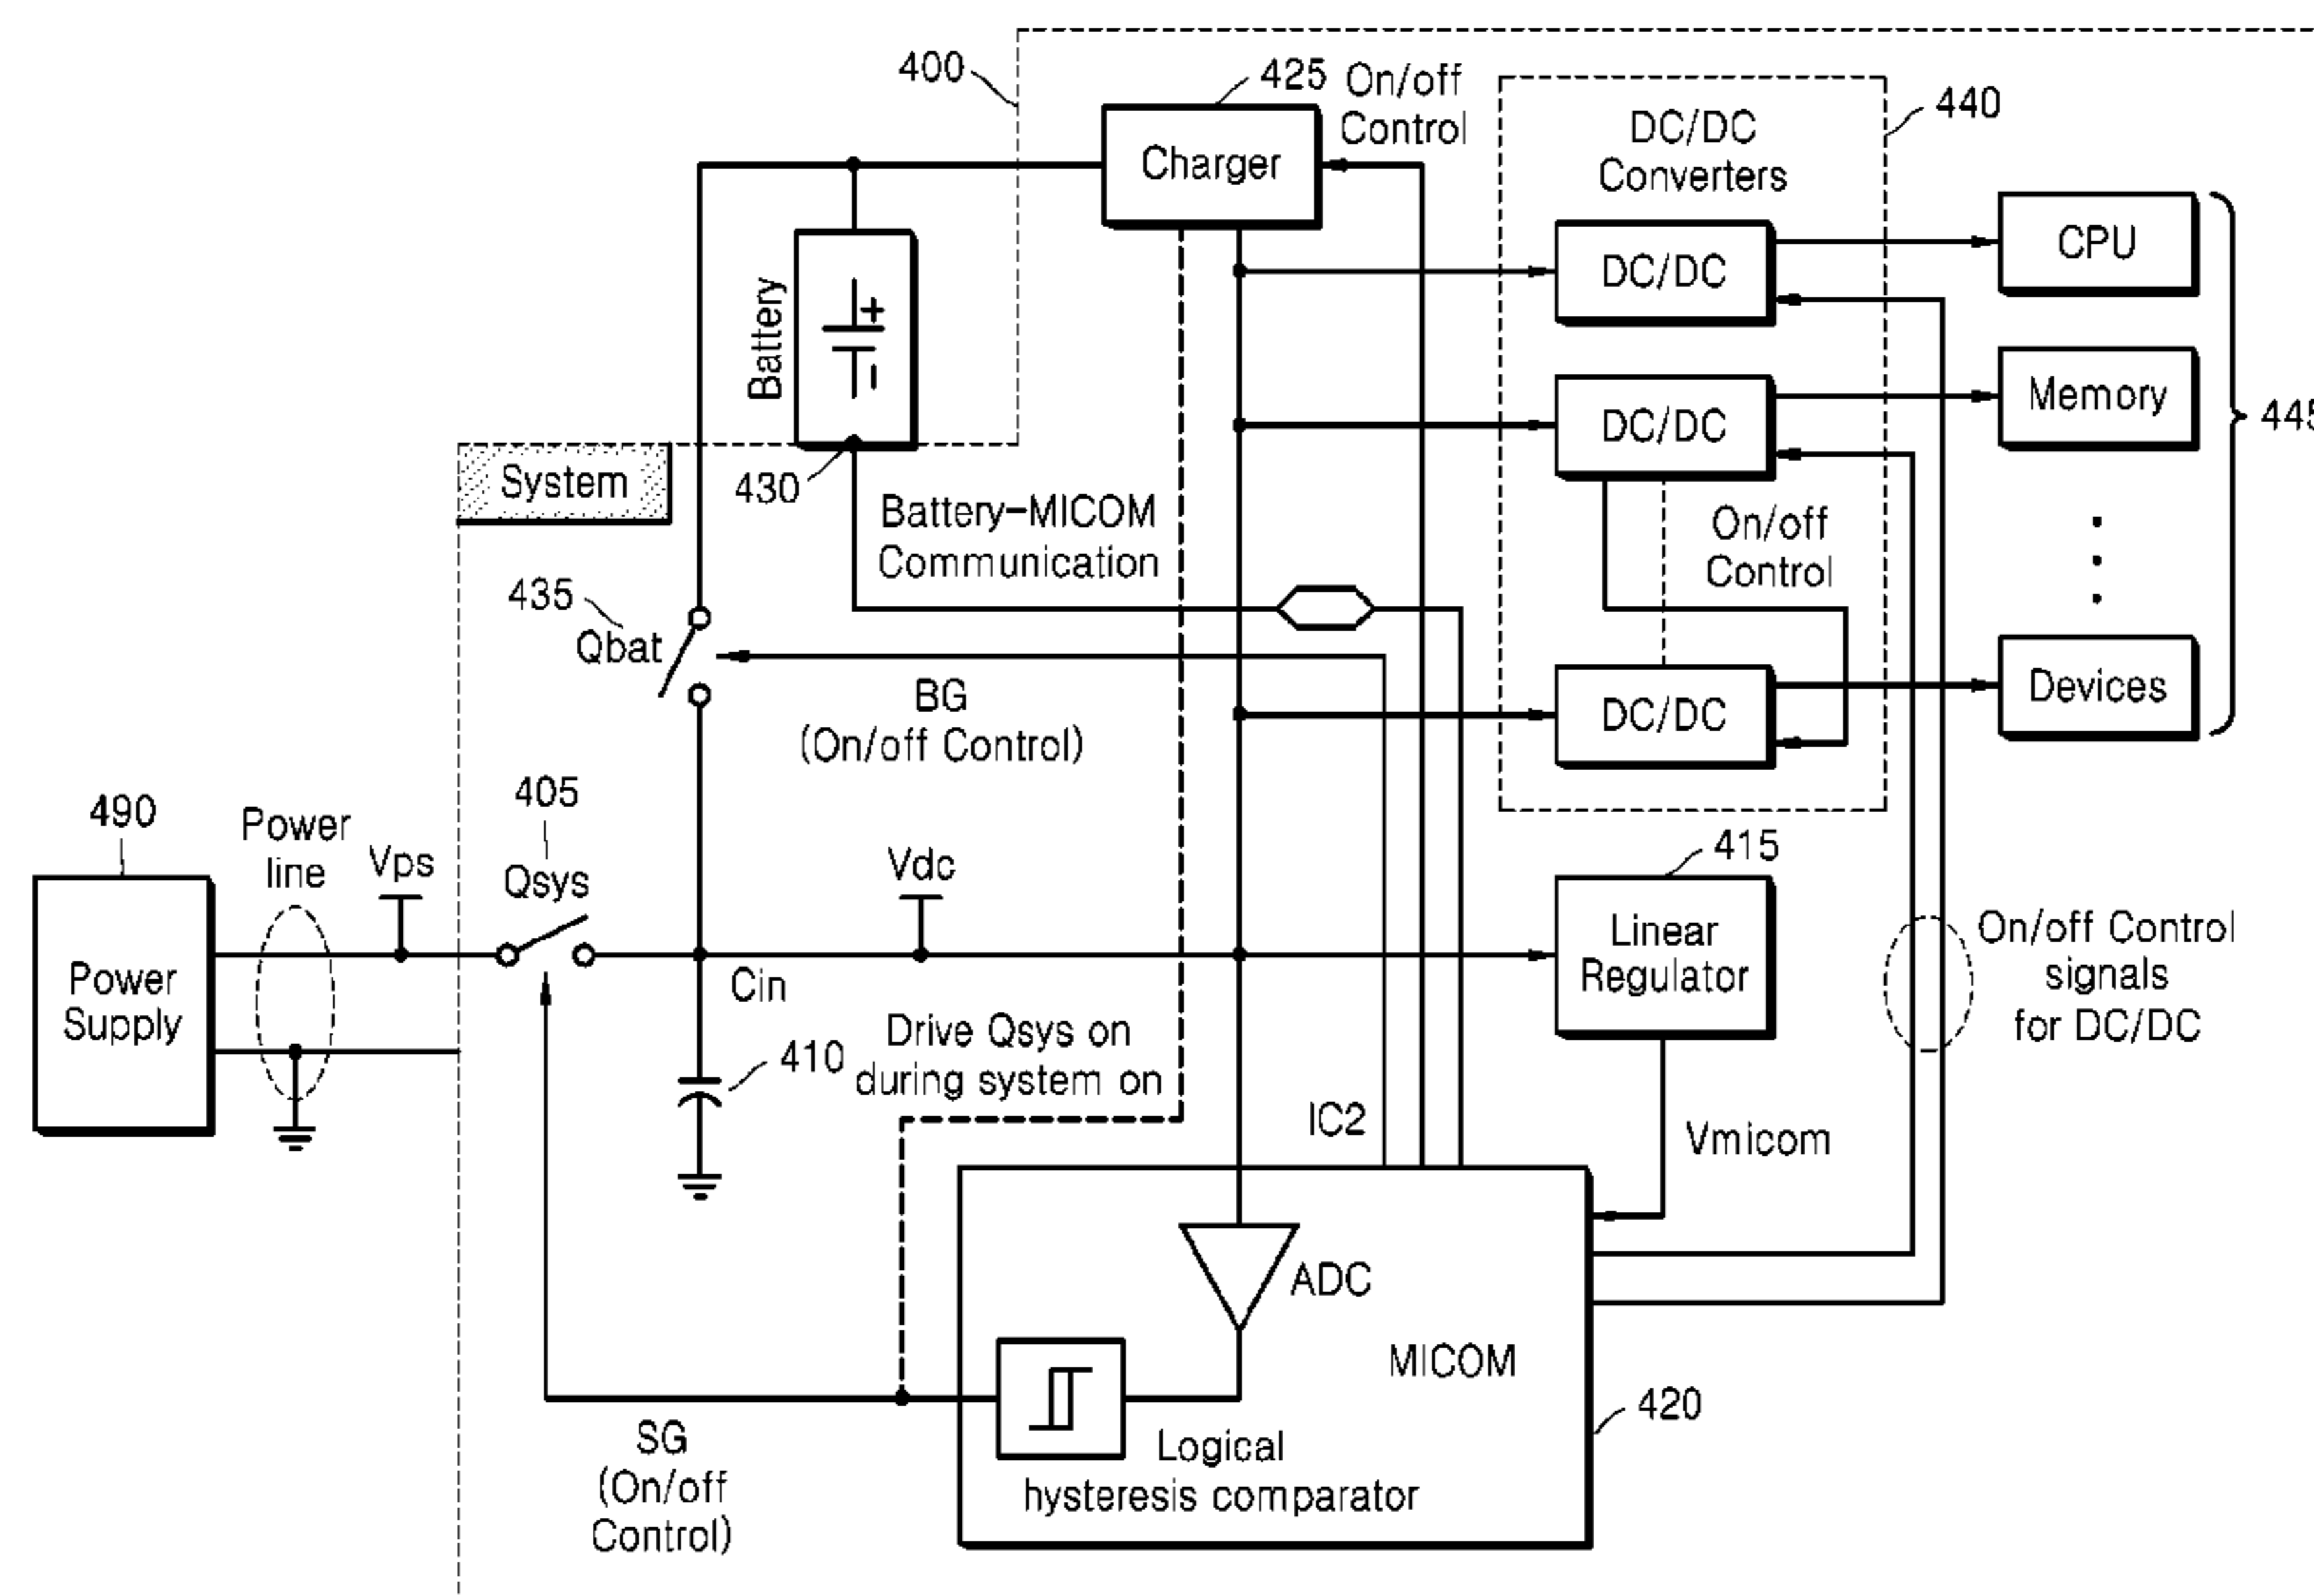 400
425
On/off
Control
Charger
440
DC/DC
Converters
DC/DC
CPU
Battery
+
-
DC/DC
Memory
445
System
430
Battery-MICOM
Communication
On/off
Control
435
Qbat
BG
(On/off Control)
DC/DC
Devices
490
Power
line
Vps
405
Qsys
Vdc
415
Power
Supply
Linear
Regulator
On/off Control
signals
for DC/DC
Cin
410
Drive Qsys on
during system on
IC2
Vmicom
ADC
MICOM
420
Logical
hysteresis comparator
SG
(On/off
Control)